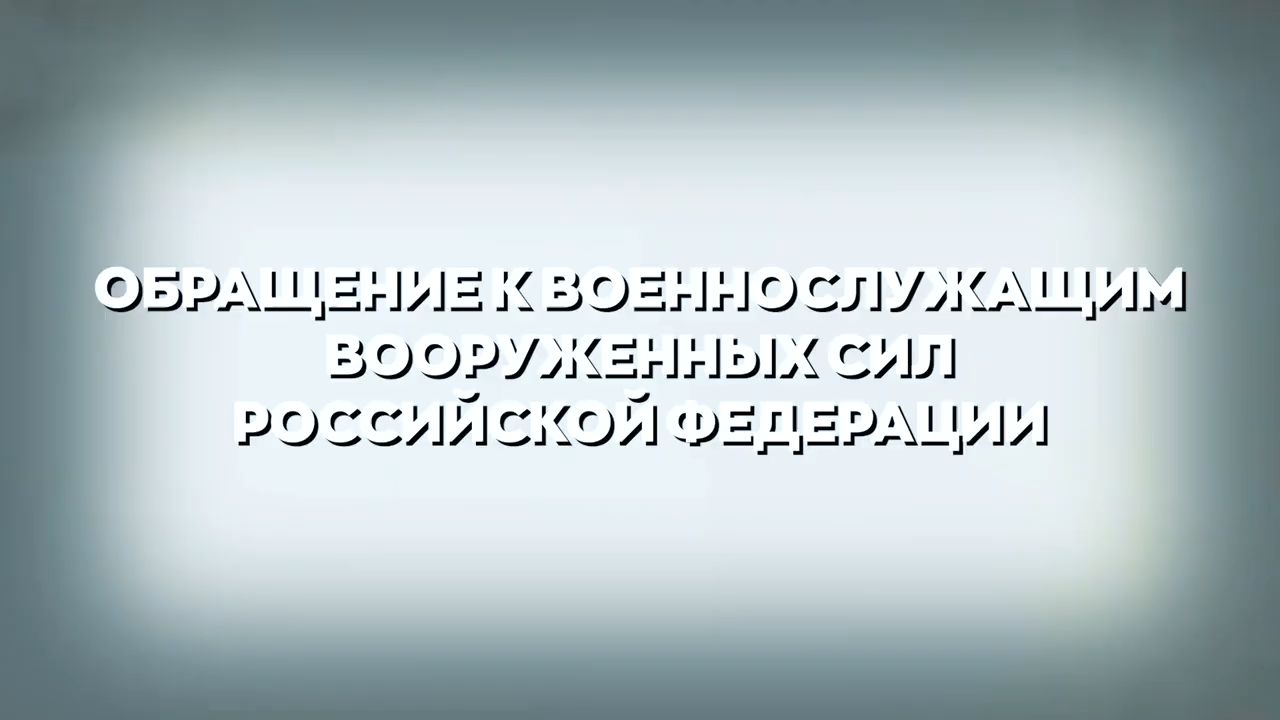 ОБРАЩЕНИЕ К ВОЕННОСЛУЖАЩИМ
ВООРУЖЕННЫХ СИЛ
РОССИЙСКОЙ ФЕДЕРАЦИИ